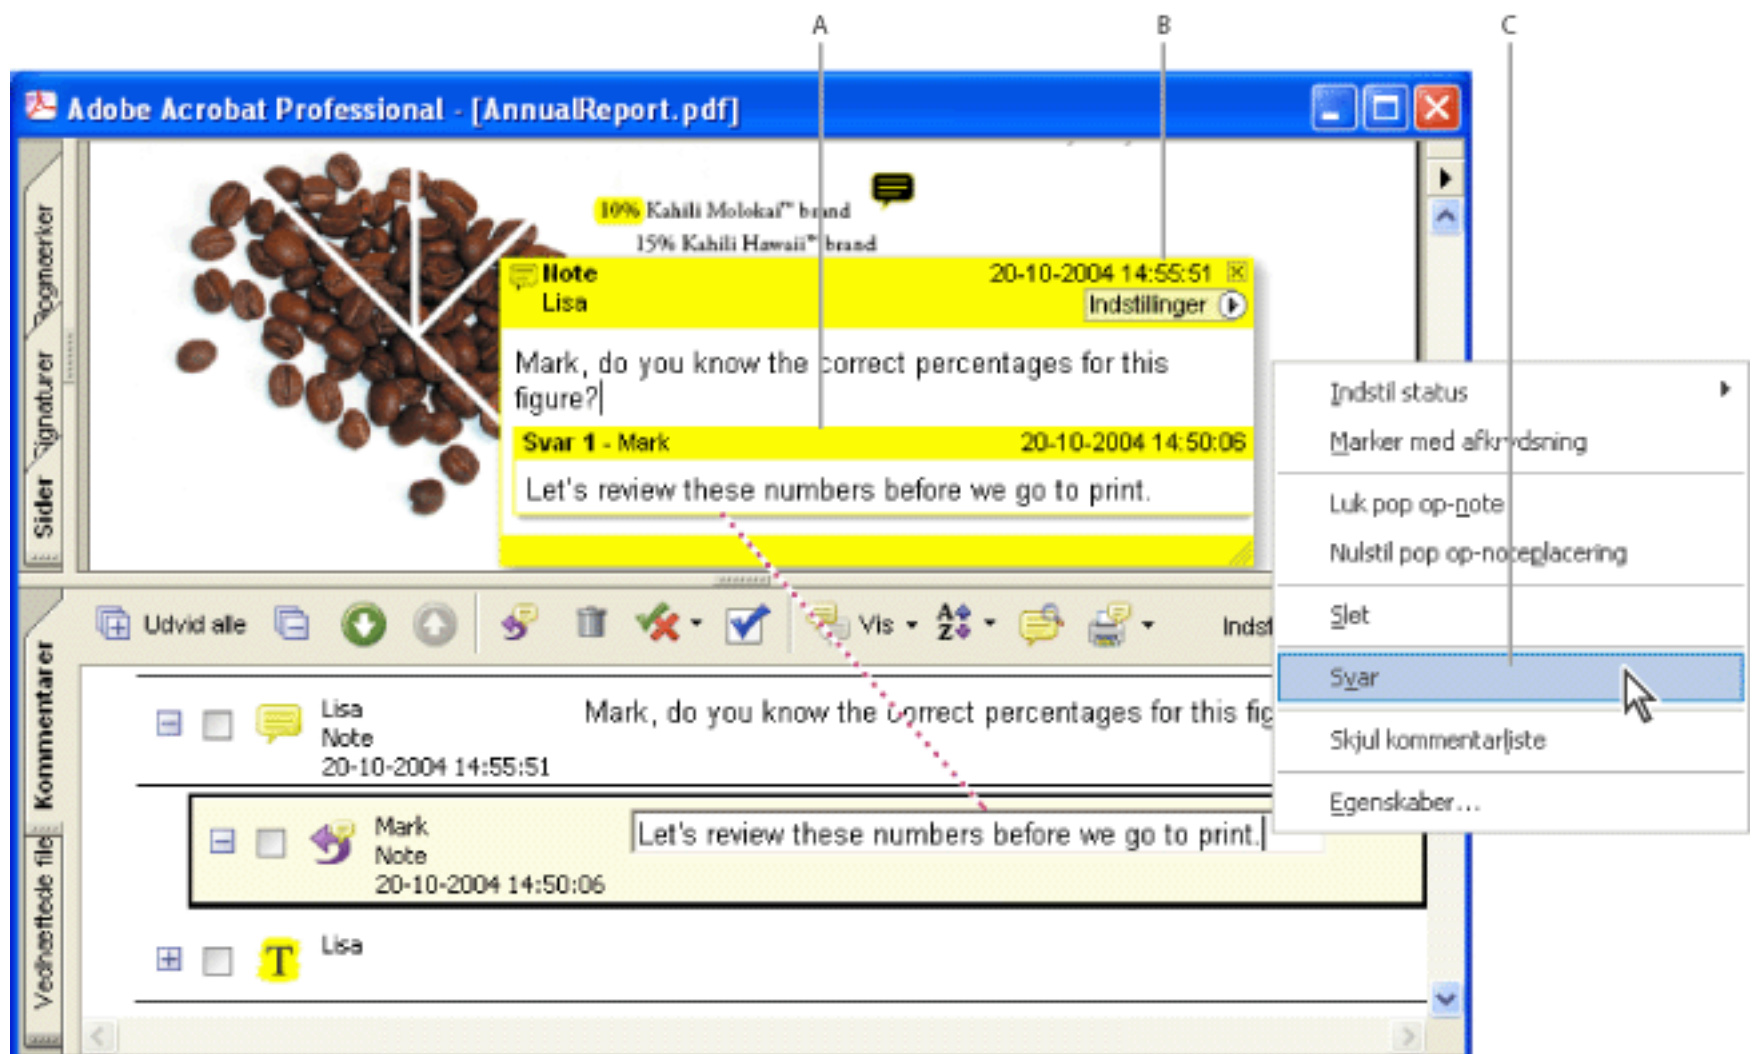 A
B
C
Adobe Acrobat Professional - [AnnualReport.pdf]
Bogmærker
Signaturer
Sider
10% Kahili Molokai™ brand
15% Kahili Hawaii™ brand
Note
20-10-2004 14:55:51
Lisa
Indstillinger
Mark, do you know the correct percentages for this
figure?
Svar 1 - Mark
20-10-2004 14:50:06
Let's review these numbers before we go to print.
Indstil status
Marker med afkrydsning
Luk pop op-note
Nulstil pop op-noteplacering
Slet
Svar
Skjul kommentarliste
Egenskaber...
Udvid alle
Vis
A
Z
Indst
Kommentarer
Vedhæftede file
Lisa
Mark, do you know the correct percentages for this fig
Note
20-10-2004 14:55:51
Mark
Let's review these numbers before we go to print.
Note
20-10-2004 14:50:06
T
Lisa